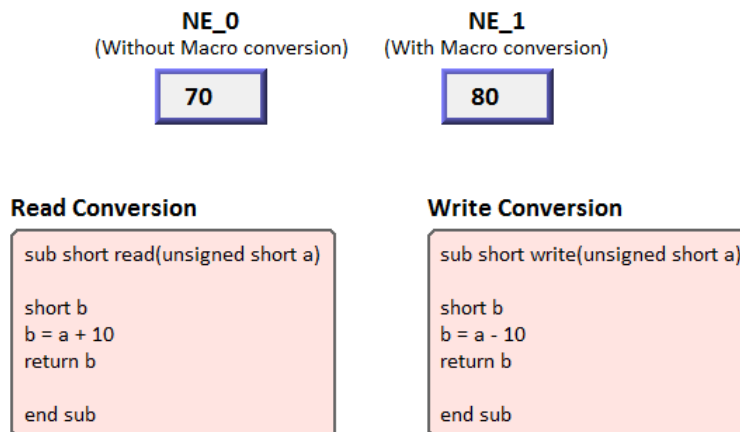 NE_0
(Without Macro conversion)
70
NE_1
(With Macro conversion)
80
Read Conversion
sub short read(unsigned short a)
short b
b = a + 10
return b
end sub
Write Conversion
sub short write(unsigned short a)
short b
b = a - 10
return b
end sub